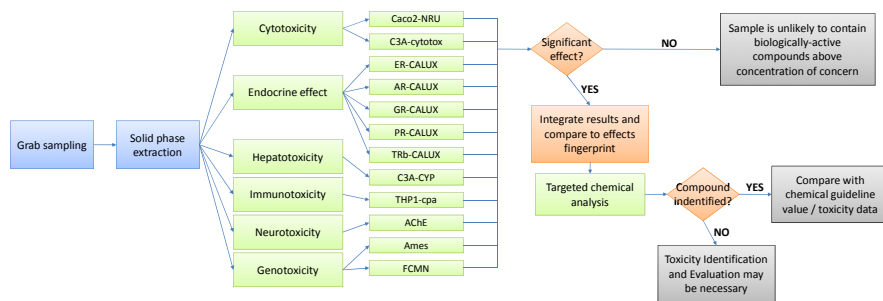 Grab sampling
Solid phase
extraction
Cytotoxicity
Endocrine effect
Hepatotoxicity
Immunotoxicity
Neurotoxicity
Genotoxicity
Caco2-NRU
C3A-cytotox
ER-CALUX
AR-CALUX
GR-CALUX
PR-CALUX
TRb-CALUX
C3A-CYP
THP1-cpa
AChE
Ames
FCMN
Significant
effect?
NO
Sample is unlikely to contain
biologically-active
compounds above
concentration of concern
YES
Integrate results and
compare to effects
fingerprint
Targeted chemical
analysis
Compound
indentified?
YES
Compare with
chemical guideline
value / toxicity data
NO
Toxicity Identification
and Evaluation may
be necessary